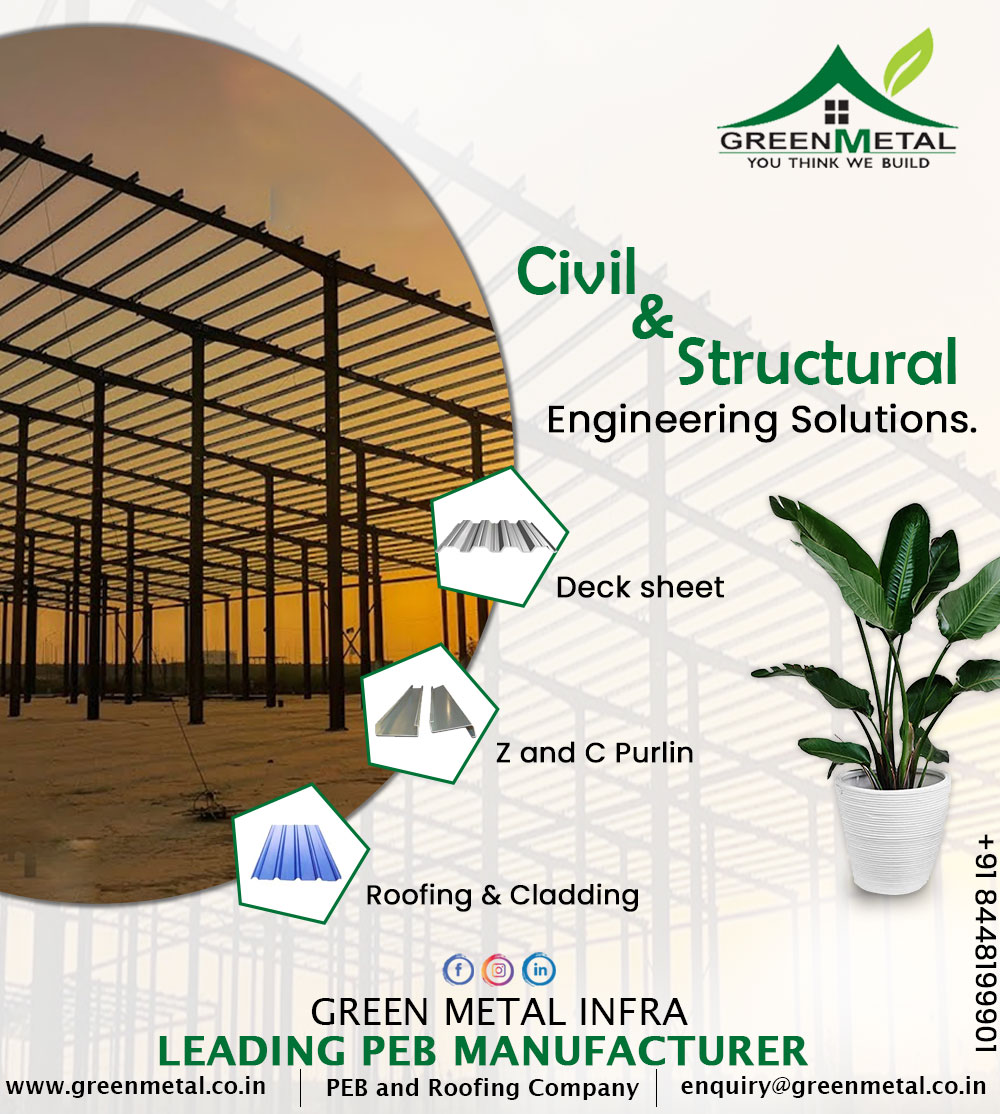 GREENMETAL
YOU THINK WE BUILD
Civil
&
Structural
Engineering Solutions.
Deck sheet
Z and C Purlin
Roofing & Cladding
+91 8448199901
GREEN METAL INFRA
LEADING PEB MANUFACTURER
www.greenmetal.co.in | PEB and Roofing Company | enquiry@greenmetal.co.in